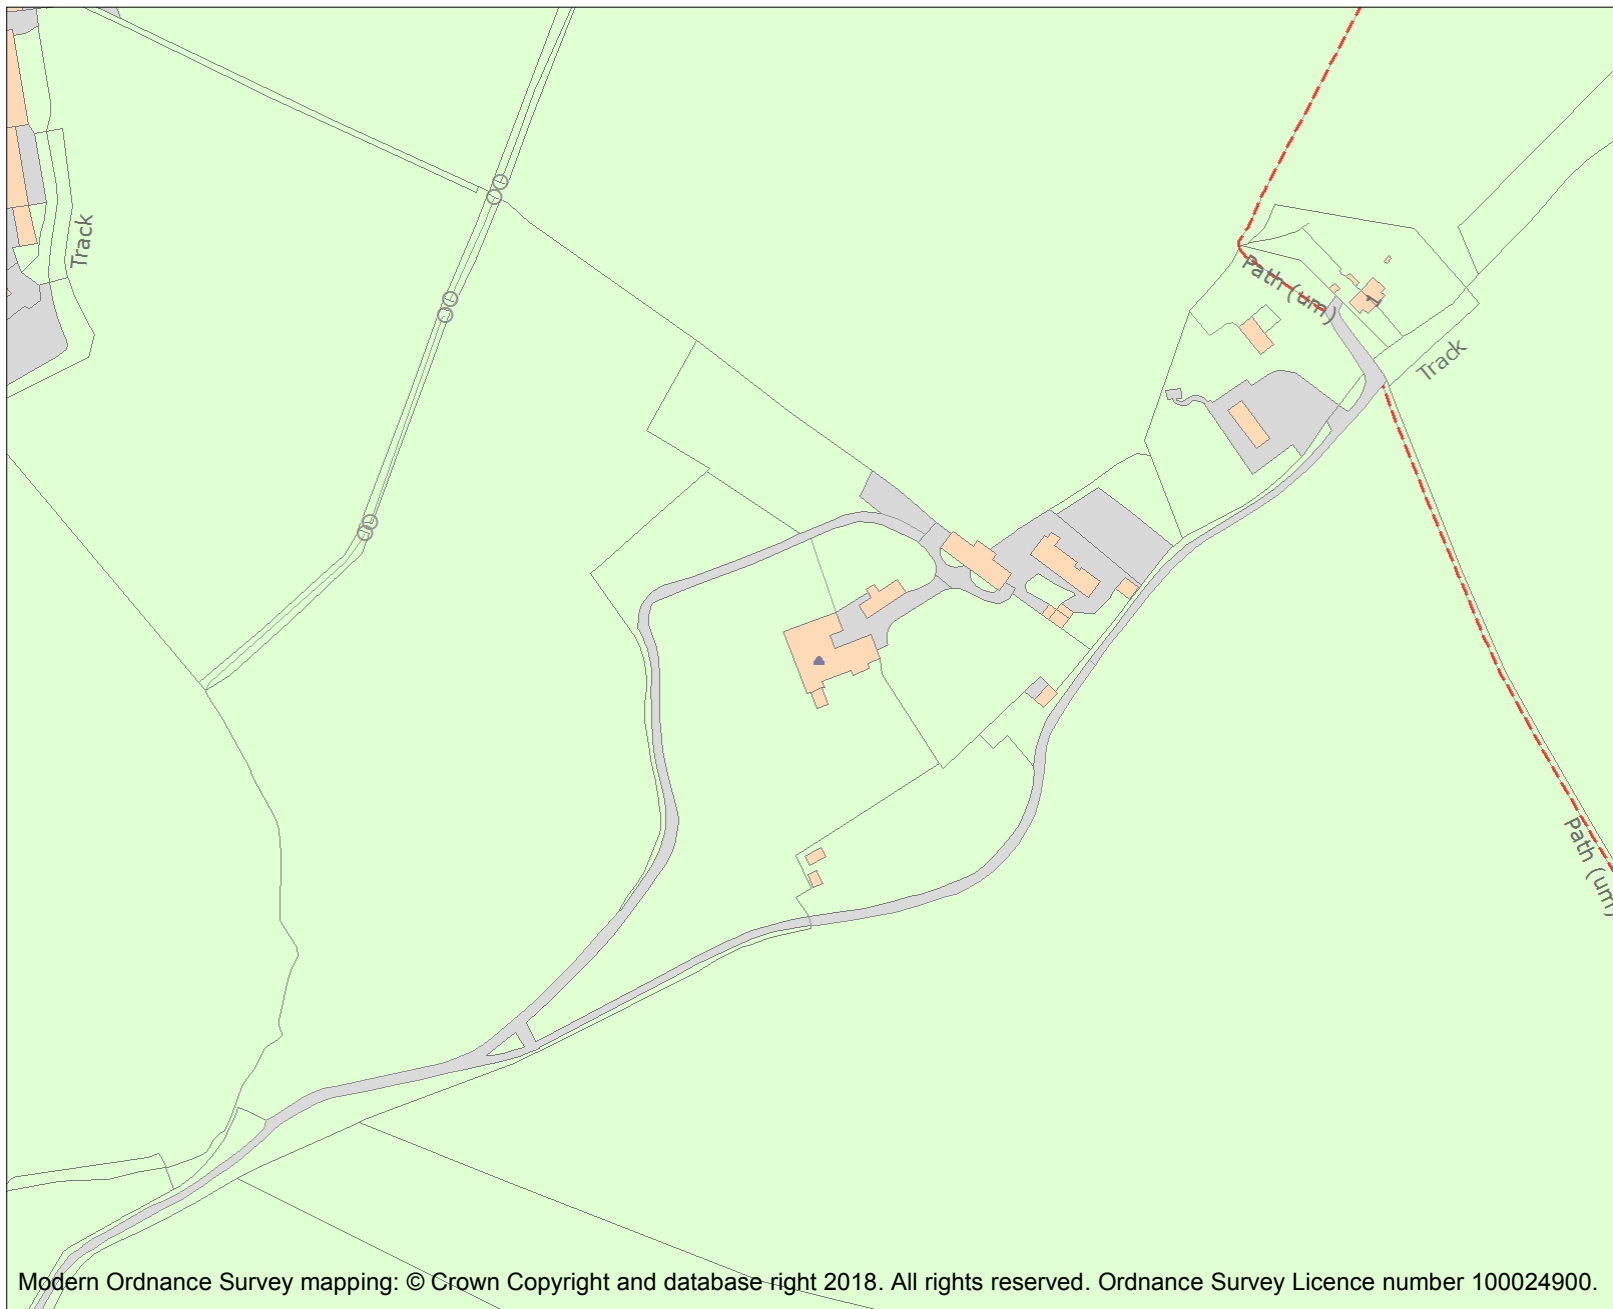 Track
Path (um)
1
Track
Path (um)
Modern Ordnance Survey mapping: © Crown Copyright and database right 2018. All rights reserved. Ordnance Survey Licence number 100024900.